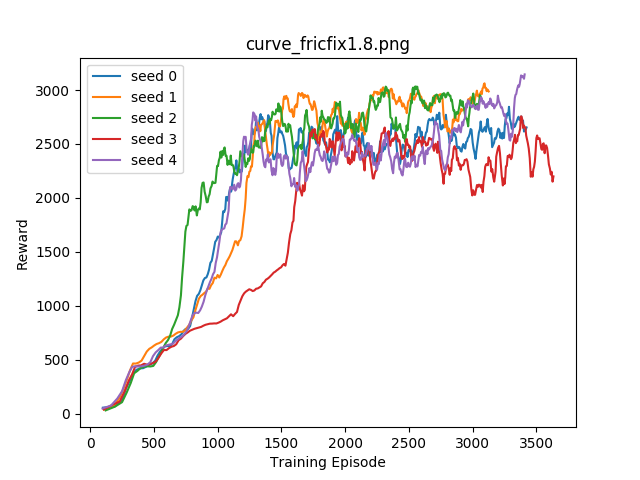 curve_fricfix1.8.png
seed 0
seed 1
seed 2
seed 3
seed 4
Reward
3000
2500
2000
1500
1000
500
0
0 500 1000 1500 2000 2500 3000 3500
Training Episode